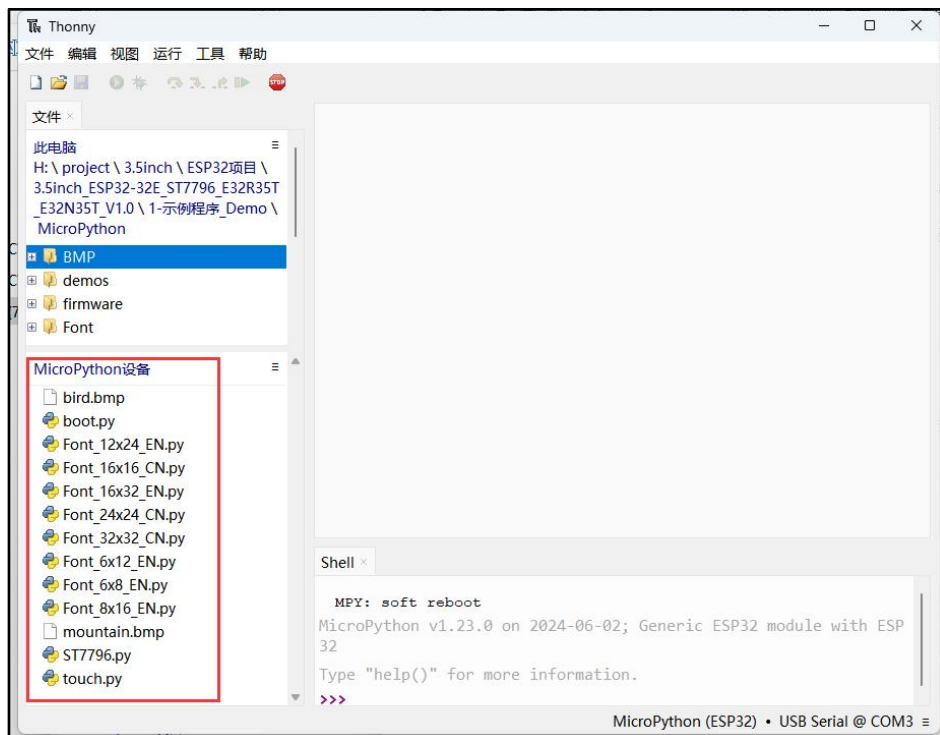 Thonny
文件 编辑 视图 运行 工具 帮助
STOP
文件
此电脑
H: \ project \ 3.5inch \ ESP32项目 \
3.5inch_ESP32-32E_ST7796_E32R35T
_E32N35T_V1.0 \ 1-示例程序_Demo \
MicroPython
BMP
demos
firmware
Font
MicroPython设备
bird.bmp
boot.py
Font_12x24_EN.py
Font_16x16_CN.py
Font_16x32_EN.py
Font_24x24_CN.py
Font_32x32_CN.py
Font_6x12_EN.py
Font_6x8_EN.py
Font_8x16_EN.py
mountain.bmp
ST7796.py
touch.py
Shell
MPY: soft reboot
MicroPython v1.23.0 on 2024-06-02; Generic ESP32 module with ESP
32
Type "help()" for more information.
>>>
MicroPython (ESP32) • USB Serial @ COM3 ≡